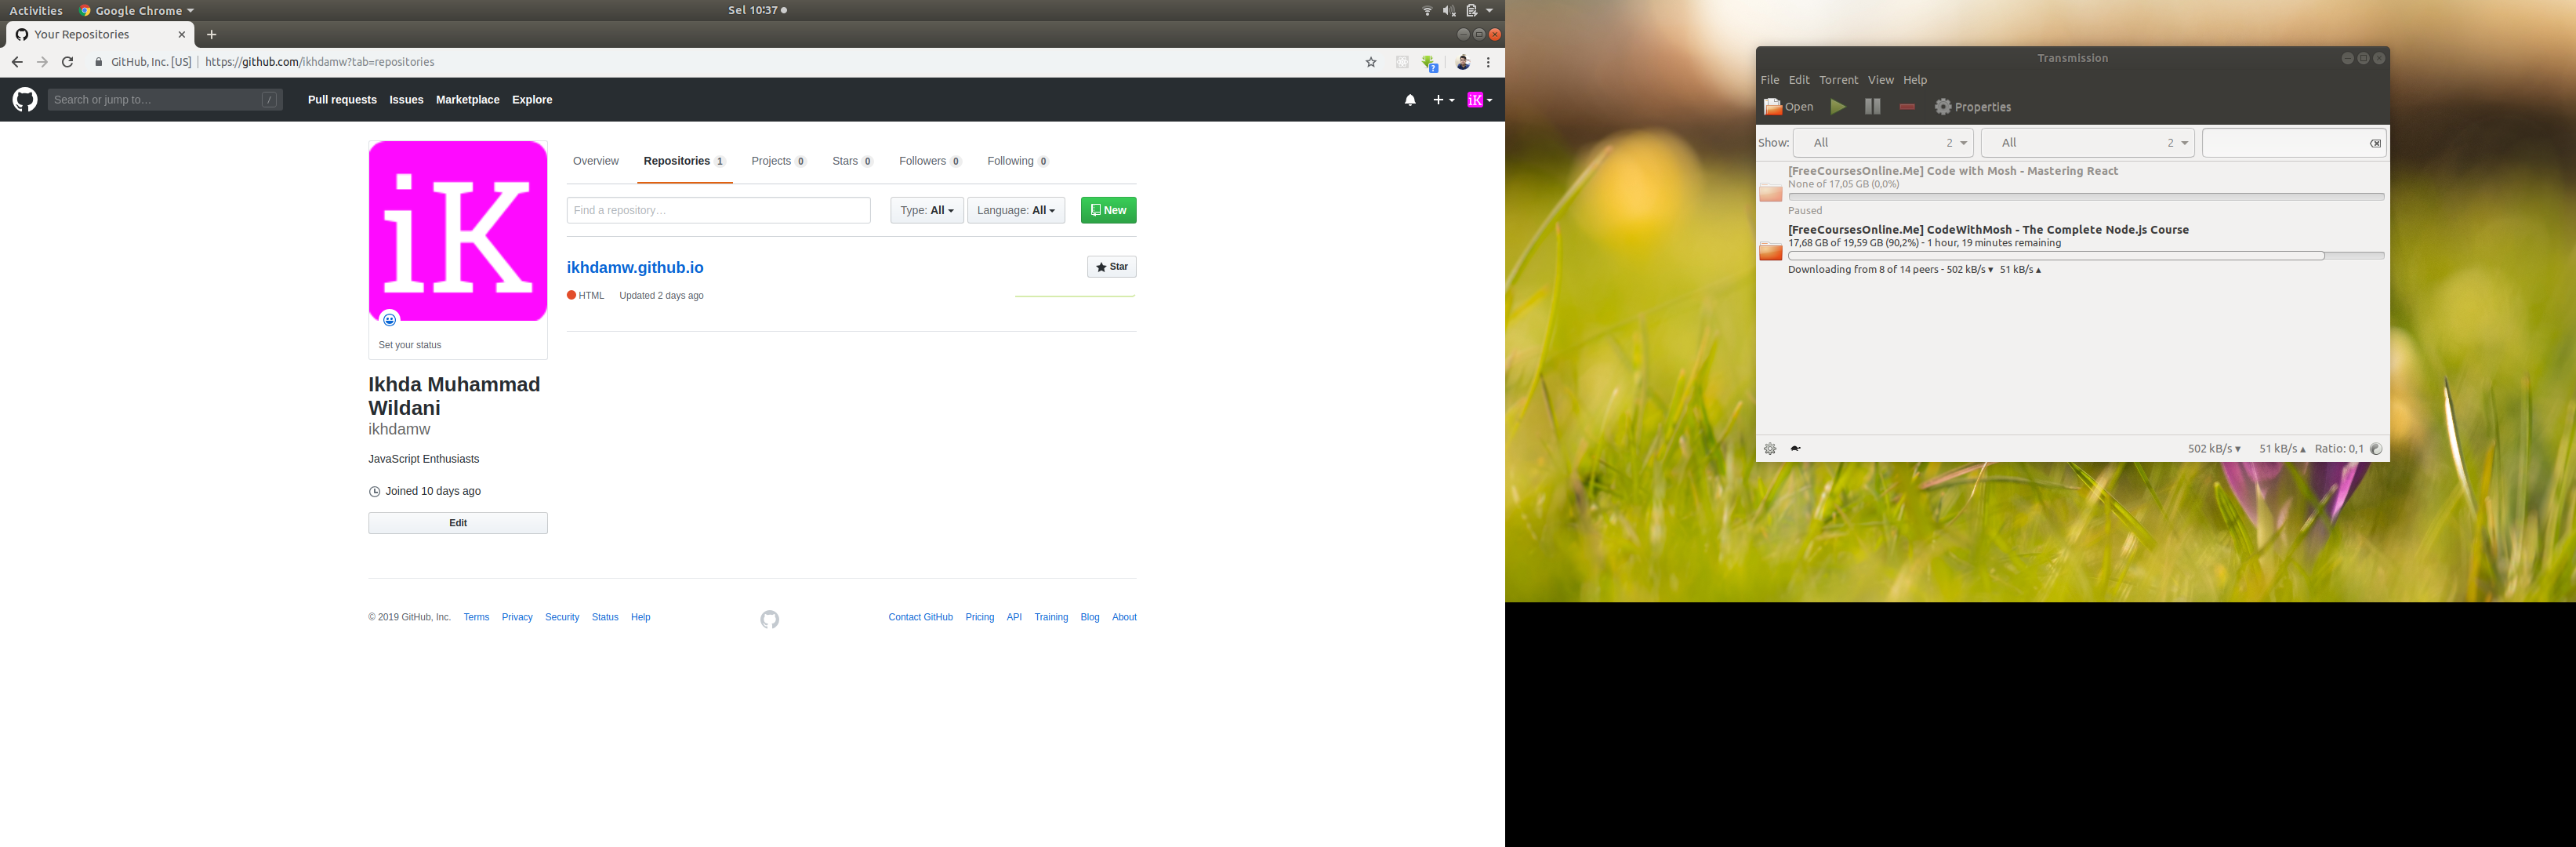 Activities Google Chrome Sel 10:37
Your Repositories
GitHub, Inc. [US] | https://github.com/ikhdamw?tab=repositories
Search or jump to… / Pull requests Issues Marketplace Explore iK
iK
Set your status
Ikhda Muhammad
Wildani
ikhdamw
JavaScript Enthusiasts
Joined 10 days ago
Edit
Overview Repositories 1 Projects 0 Stars 0 Followers 0 Following 0
Find a repository… Type: All Language: All New
ikhdamw.github.io Star
HTML Updated 2 days ago
© 2019 GitHub, Inc. Terms Privacy Security Status Help Contact GitHub Pricing API Training Blog About
Transmission
File Edit Torrent View Help
Open Properties
Show: All 2 All 2
[FreeCoursesOnline.Me] Code with Mosh - Mastering React
None of 17,05 GB (0,0%)
Paused
[FreeCoursesOnline.Me] CodeWithMosh - The Complete Node.js Course
17,68 GB of 19,59 GB (90,2%) - 1 hour, 19 minutes remaining
Downloading from 8 of 14 peers - 502 kB/s▾ 51 kB/s▴
502 kB/s▾ 51 kB/s▴ Ratio: 0,1